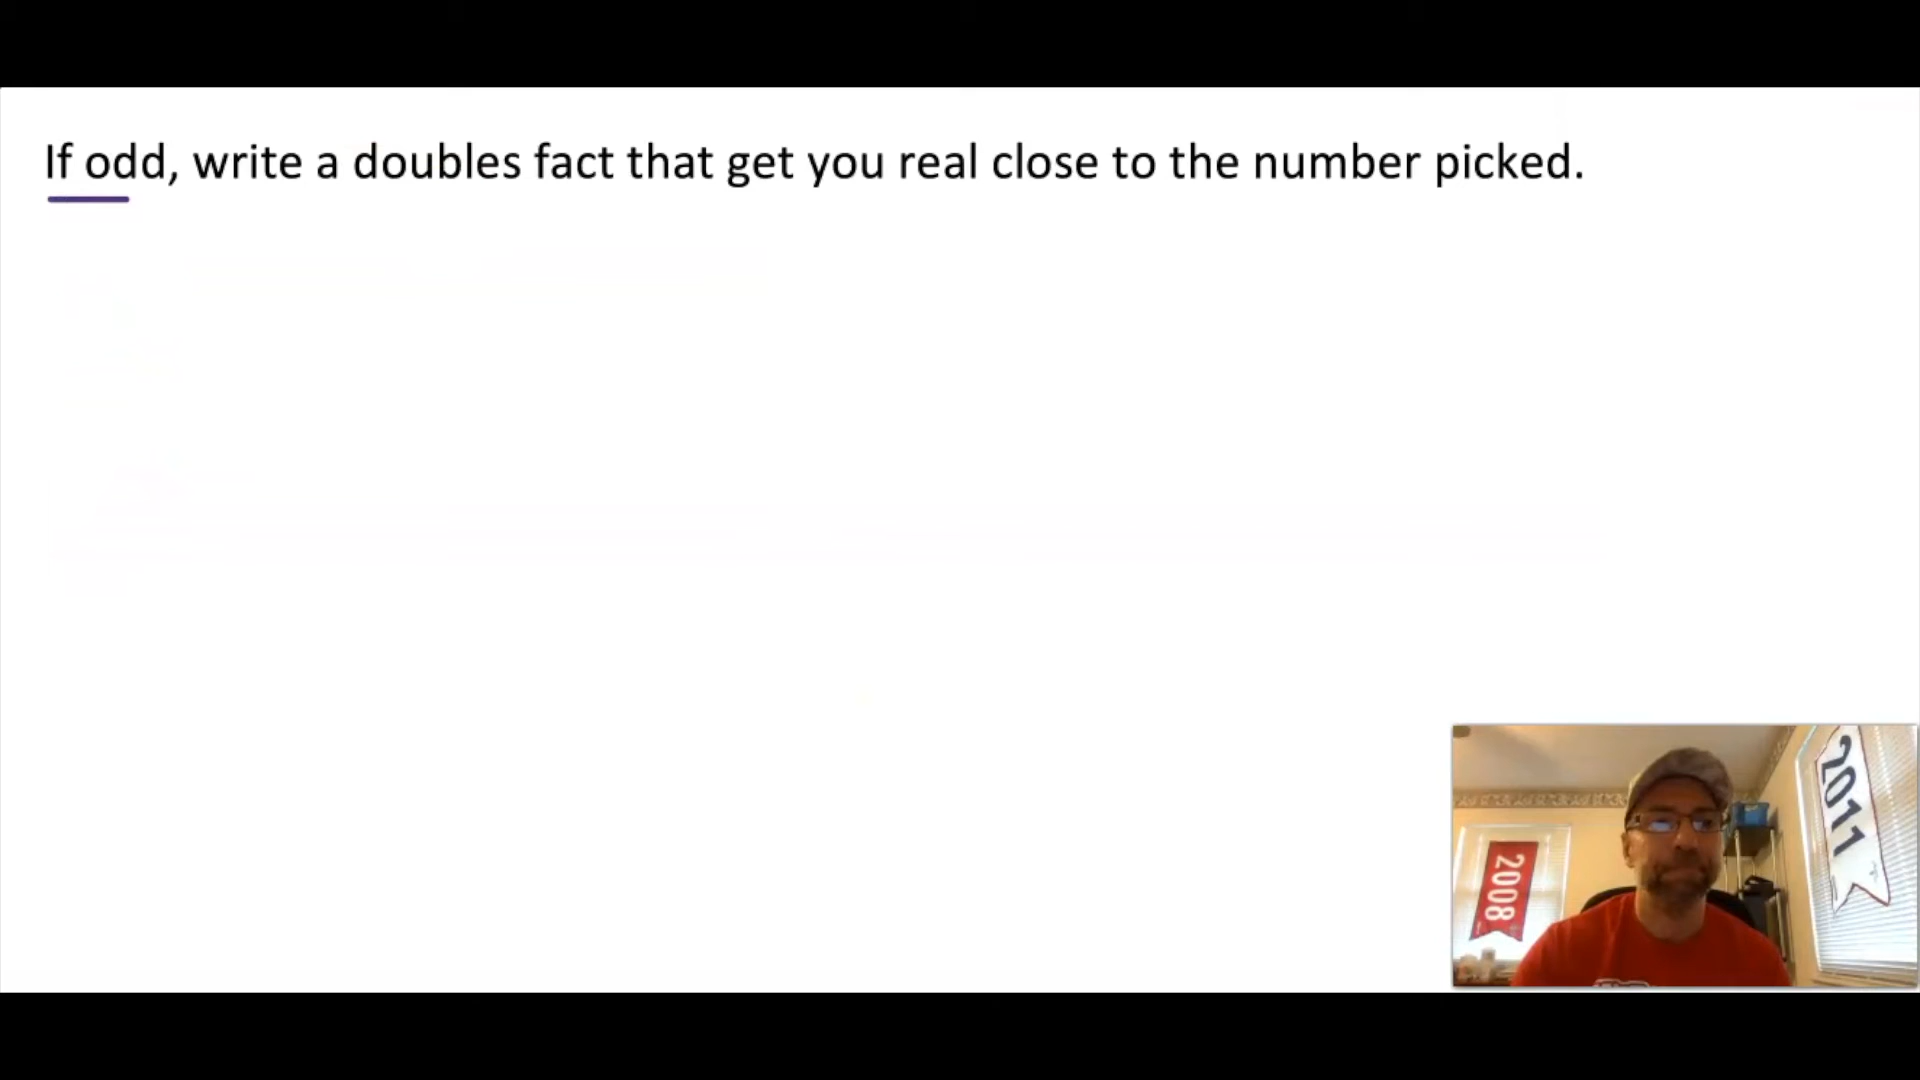 If odd, write a doubles fact that get you real close to the number picked.
2008
2011